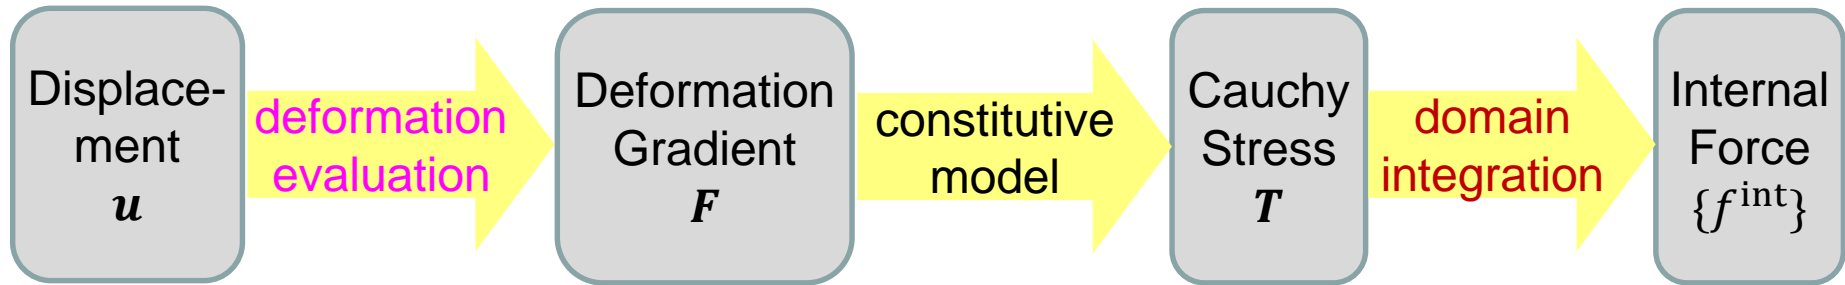 Displace-
ment
u
deformation
evaluation
Deformation
Gradient
F
constitutive
model
Cauchy
Stress
T
domain
integration
Internal
Force
{f^int}